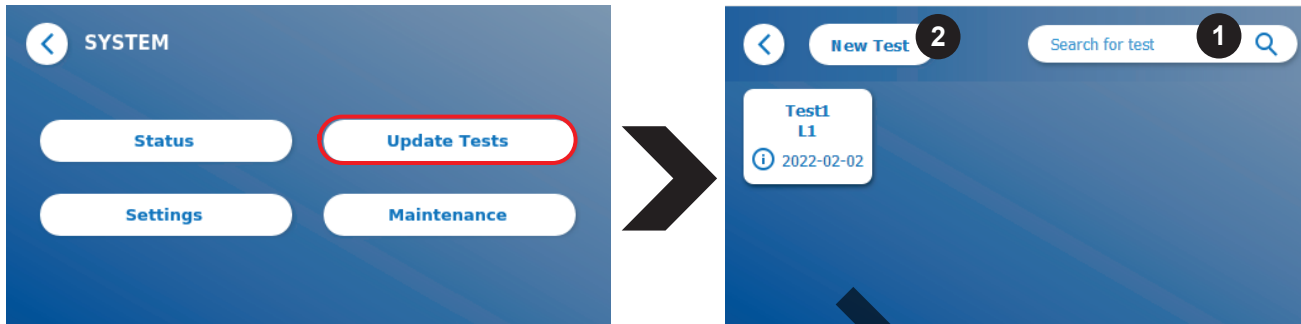 SYSTEM
Status
Update Tests
Settings
Maintenance
New Test 2
Search for test 1
Test1
L1
2022-02-02